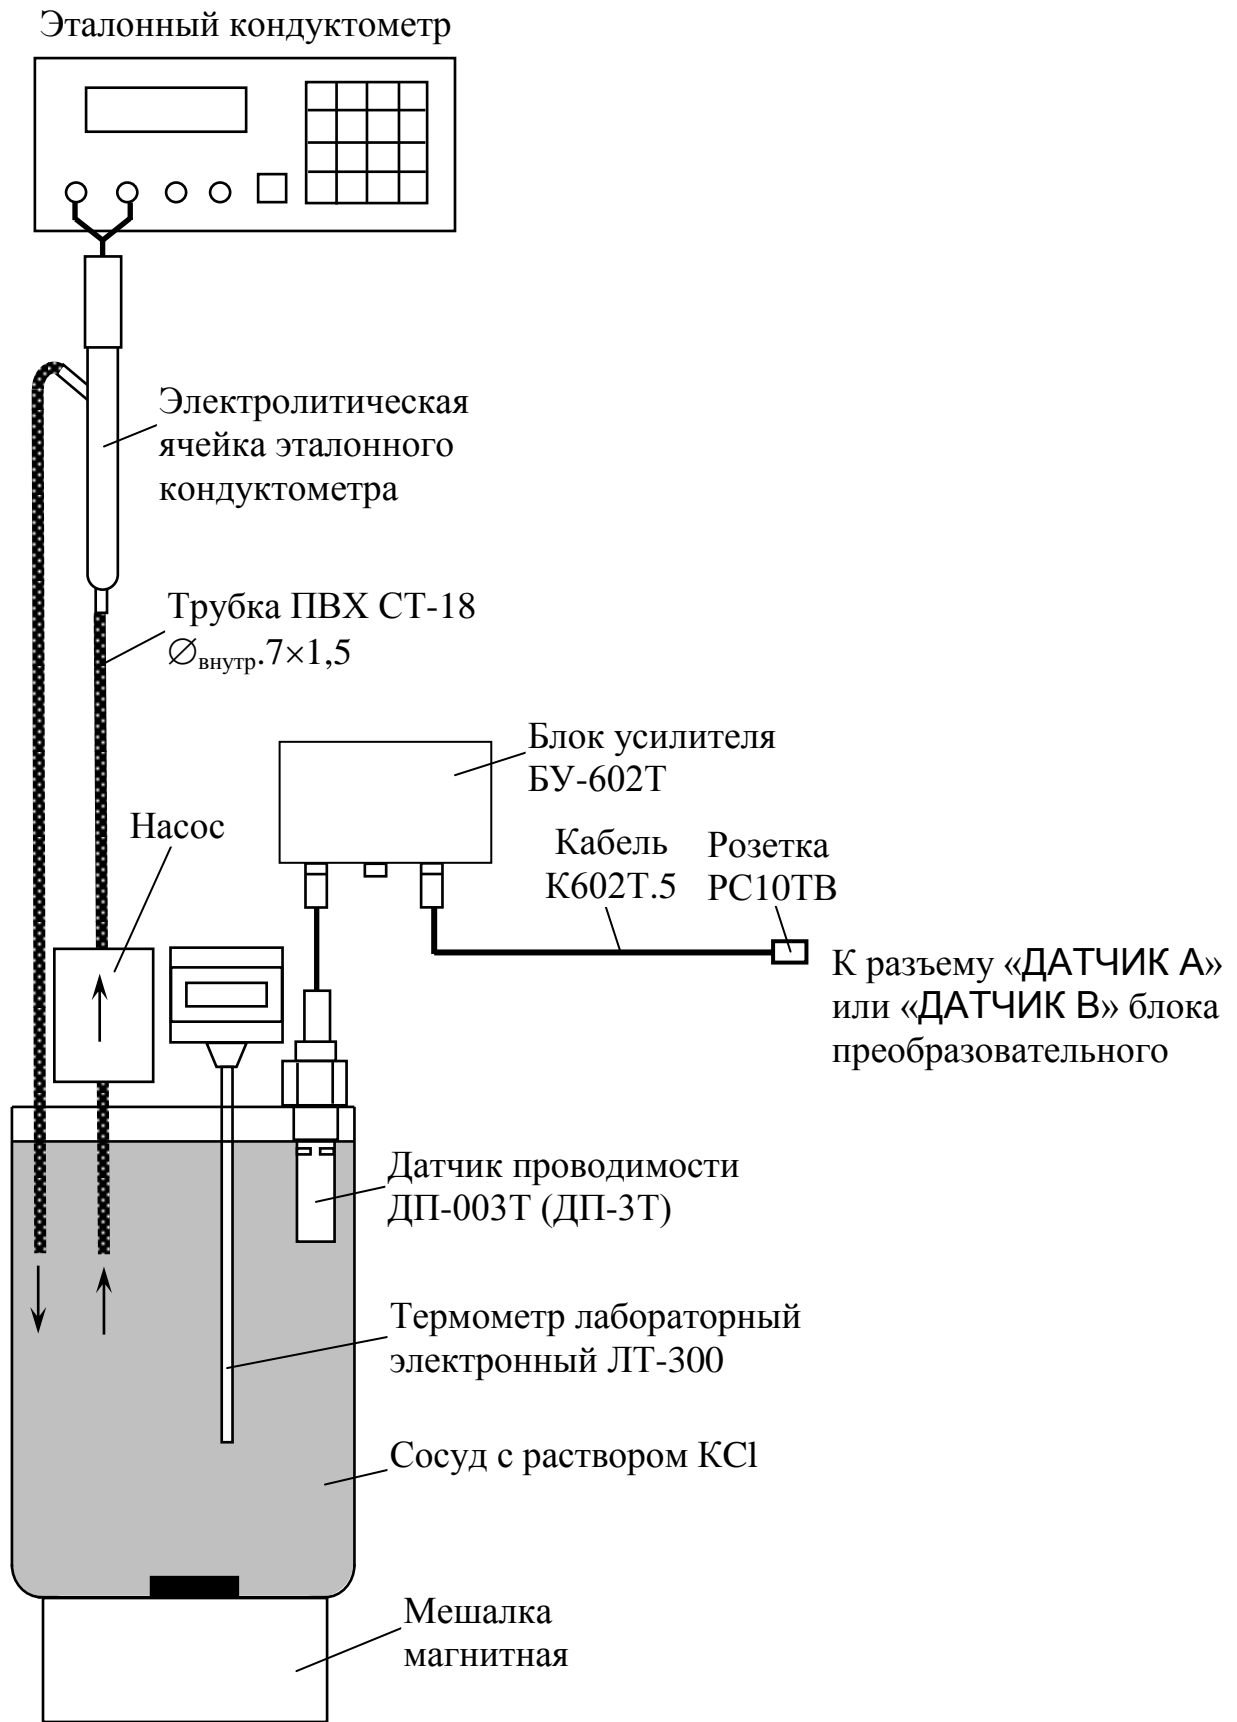 Эталонный кондуктометр
Электролитическая
ячейка эталонного
кондуктометра
Трубка ПВХ СТ-18
∅внутр.7×1,5
Блок усилителя
БУ-602Т
Насос
Кабель
К602Т.5
Розетка
РС10ТВ
К разъему «ДАТЧИК А»
или «ДАТЧИК В» блока
преобразовательного
Датчик проводимости
ДП-003Т (ДП-3Т)
Термометр лабораторный
электронный ЛТ-300
Сосуд с раствором KCl
Мешалка
магнитная